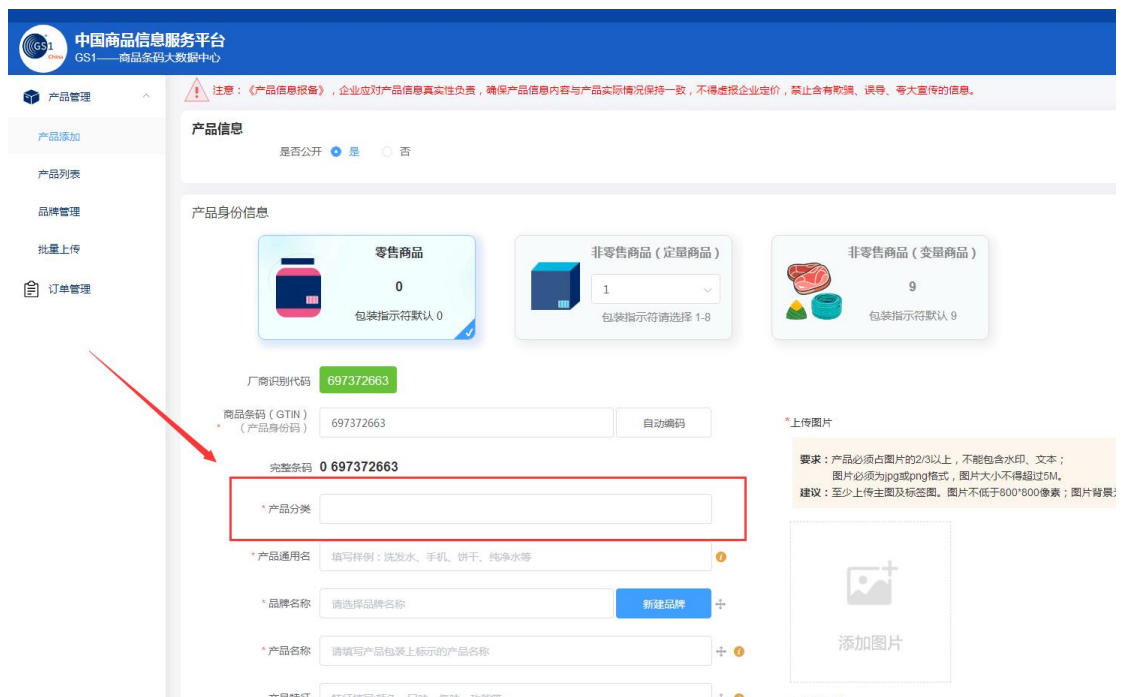 GS1
China
中国商品信息服务平台
GS1——商品条码大数据中心
产品管理
产品添加
产品列表
品牌管理
批量上传
订单管理
注意：《产品信息报备》，企业应对产品信息真实性负责，确保产品信息内容与产品实际情况保持一致，不得虚报企业定价，禁止含有欺骗、误导、夸大宣传的信息。
产品信息
是否公开 是 否
产品身份信息
零售商品
0
包装指示符默认 0
非零售商品（定量商品）
1
包装指示符请选择 1-8
非零售商品（变量商品）
9
包装指示符默认 9
厂商识别代码 697372663
商品条码（GTIN）
* （产品身份码） 697372663 自动编码
完整条码 0 697372663
* 产品分类
* 产品通用名 填写样例：洗发水、手机、饼干、纯净水等
* 品牌名称 请选择品牌名称 新建品牌
* 产品名称 请填写产品包装上标示的产品名称
产品特征
* 上传图片
要求：产品必须占图片的2/3以上，不能包含水印、文本；
图片必须为jpg或png格式，图片大小不得超过5M。
建议：至少上传主图及标签图。图片不低于800*800像素；图片背景
添加图片